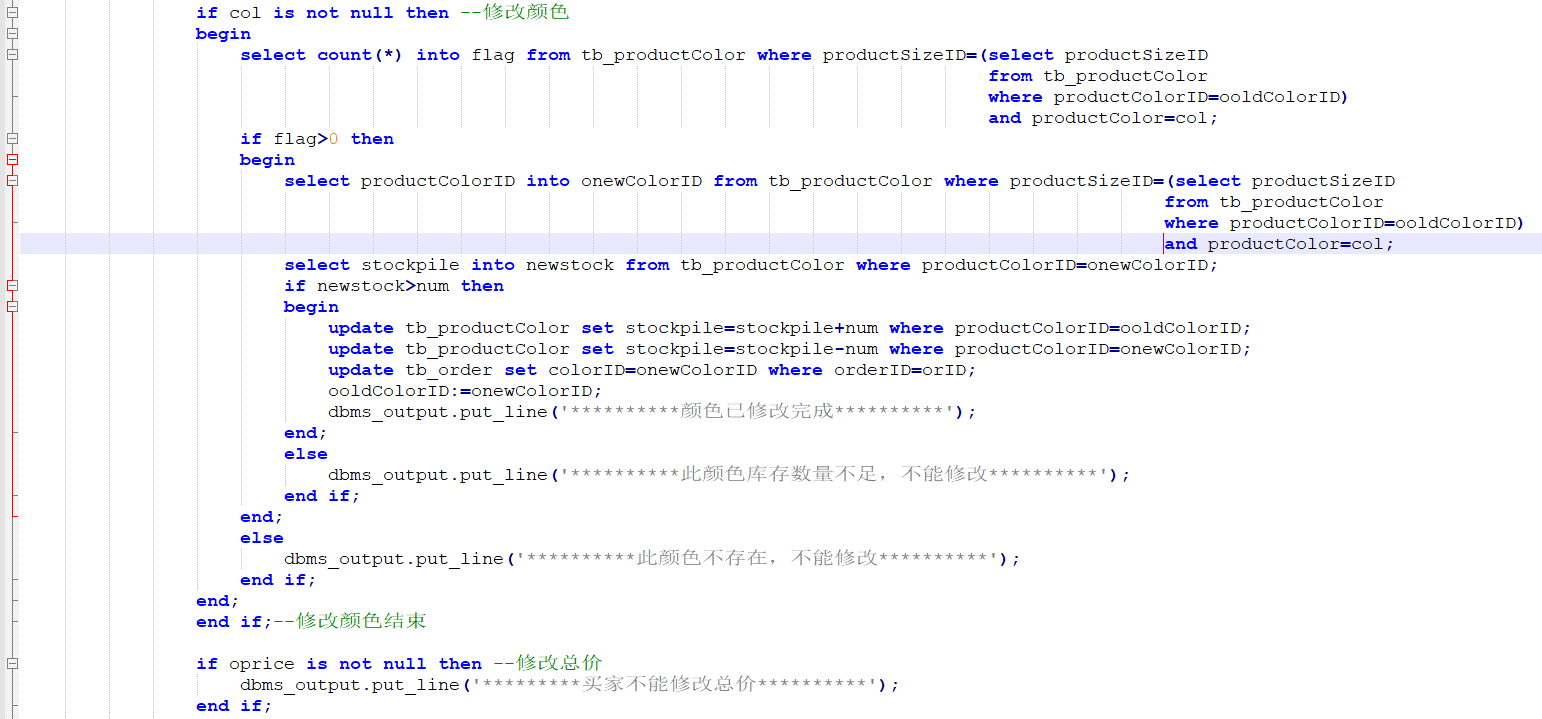 if col is not null then --修改颜色
begin
select count(*) into flag from tb_productColor where productSizeID=(select productSizeID
from tb_productColor
where productColorID=ooldColorID)
and productColor=col;
if flag>0 then
begin
select productColorID into onewColorID from tb_productColor where productSizeID=(select productSizeID
from tb_productColor
where productColorID=ooldColorID)
and productColor=col;
select stockpile into newstock from tb_productColor where productColorID=onewColorID;
if newstock>num then
begin
update tb_productColor set stockpile=stockpile+num where productColorID=ooldColorID;
update tb_productColor set stockpile=stockpile-num where productColorID=onewColorID;
update tb_order set colorID=onewColorID where orderID=orID;
ooldColorID:=onewColorID;
dbms_output.put_line('**********颜色已修改完成**********');
end;
else
dbms_output.put_line('**********此颜色库存数量不足，不能修改**********');
end if;
end;
else
dbms_output.put_line('**********此颜色不存在，不能修改**********');
end if;
end;
end if;--修改颜色结束
if oprice is not null then --修改总价
dbms_output.put_line('*********买家不能修改总价**********');
end if;